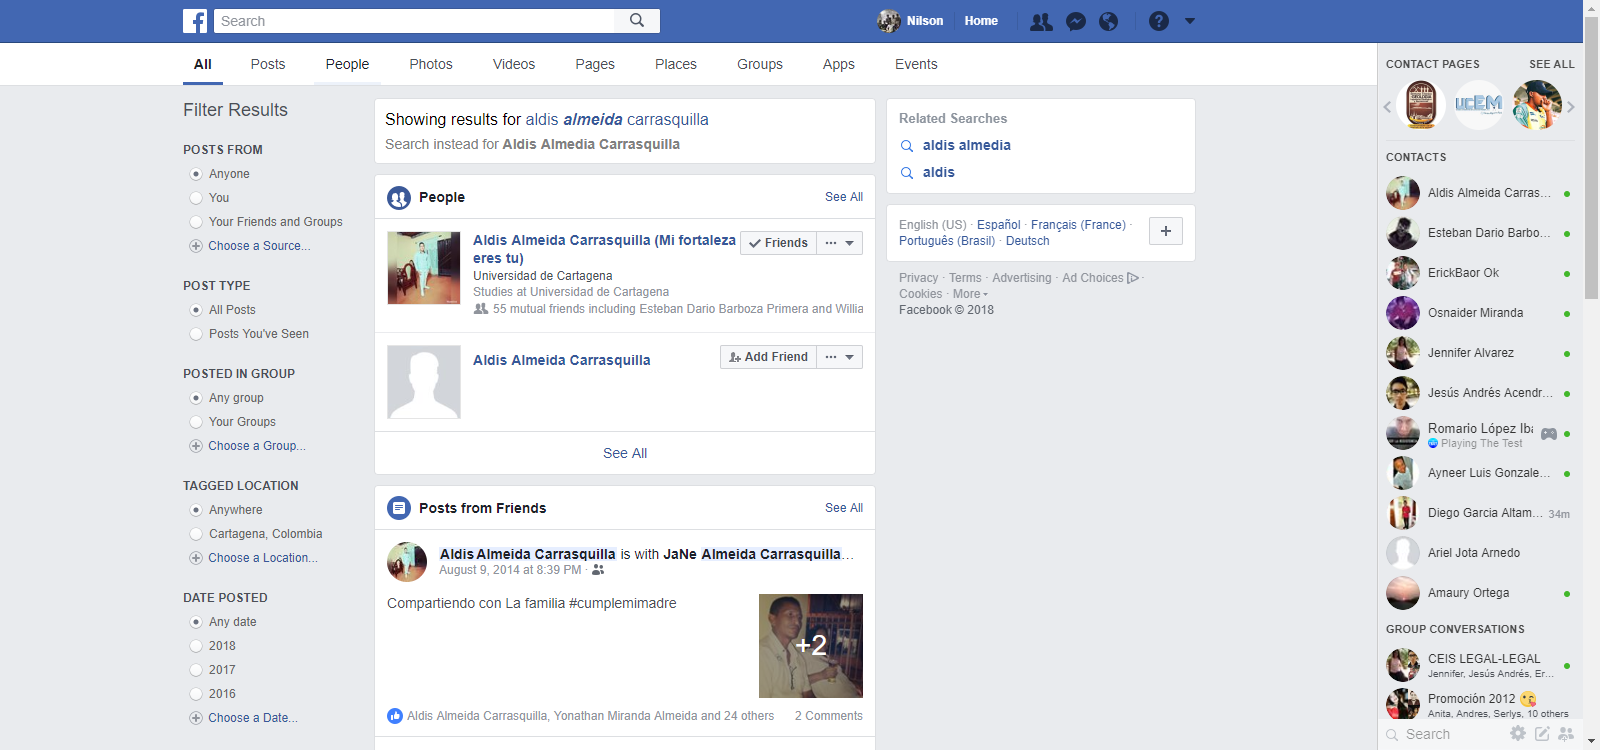 Search
Nilson
Home
All
Posts
People
Photos
Videos
Pages
Places
Groups
Apps
Events
Filter Results
POSTS FROM
Anyone
You
Your Friends and Groups
Choose a Source...
POST TYPE
All Posts
Posts You've Seen
POSTED IN GROUP
Any group
Your Groups
Choose a Group...
TAGGED LOCATION
Anywhere
Cartagena, Colombia
Choose a Location...
DATE POSTED
Any date
2018
2017
2016
Choose a Date...
Showing results for aldis almeida carrasquilla
Search instead for Aldis Almedia Carrasquilla
People
See All
Aldis Almeida Carrasquilla (Mi fortaleza
eres tu)
Friends
Universidad de Cartagena
Studies at Universidad de Cartagena
55 mutual friends including Esteban Dario Barboza Primera and Willia
Aldis Almeida Carrasquilla
Add Friend
See All
Posts from Friends
See All
Aldis Almeida Carrasquilla is with JaNe Almeida Carrasquilla...
August 9, 2014 at 8:39 PM ·
Compartiendo con La familia #cumplemimadre
+2
Aldis Almeida Carrasquilla, Yonathan Miranda Almeida and 24 others
2 Comments
Related Searches
aldis almedia
aldis
English (US) · Español · Français (France) ·
Português (Brasil) · Deutsch
Privacy · Terms · Advertising · Ad Choices ·
Cookies · More
Facebook © 2018
CONTACT PAGES
SEE ALL
UCEM
CONTACTS
Aldis Almeida Carras...
Esteban Dario Barbo...
ErickBaor Ok
Osnaider Miranda
Jennifer Alvarez
Jesús Andrés Acendr...
Romario López Iba
Playing The Test
Ayneer Luis Gonzale...
Diego Garcia Altam...
34m
Ariel Jota Arnedo
Amaury Ortega
GROUP CONVERSATIONS
CEIS LEGAL-LEGAL
Jennifer, Jesús Andrés, Er...
Promoción 2012 😘
Anita, Andres, Serlys, 10 others
Search